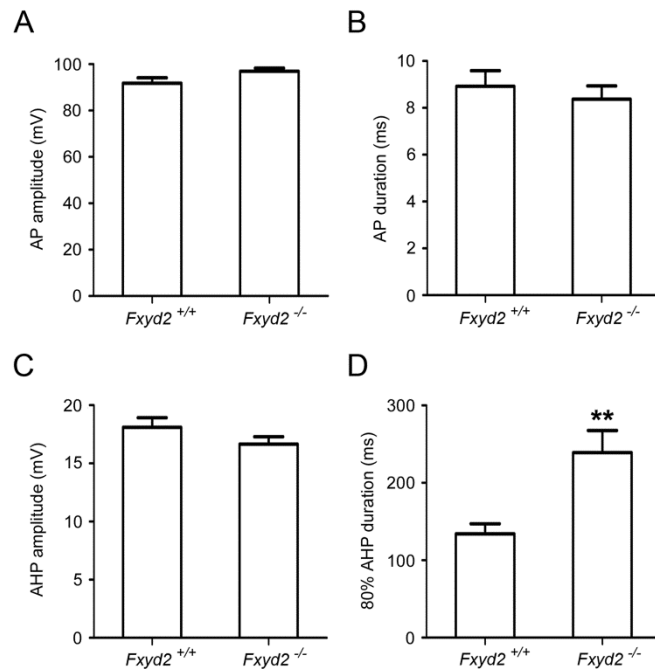 A
AP amplitude (mV)
100
80
60
40
20
0
Fxyd2 +/+
Fxyd2 -/-
B
AP duration (ms)
10
8
6
4
2
0
Fxyd2 +/+
Fxyd2 -/-
C
AHP amplitude (mV)
20
15
10
5
0
Fxyd2 +/+
Fxyd2 -/-
D
80% AHP duration (ms)
300
200
100
0
**
Fxyd2 +/+
Fxyd2 -/-